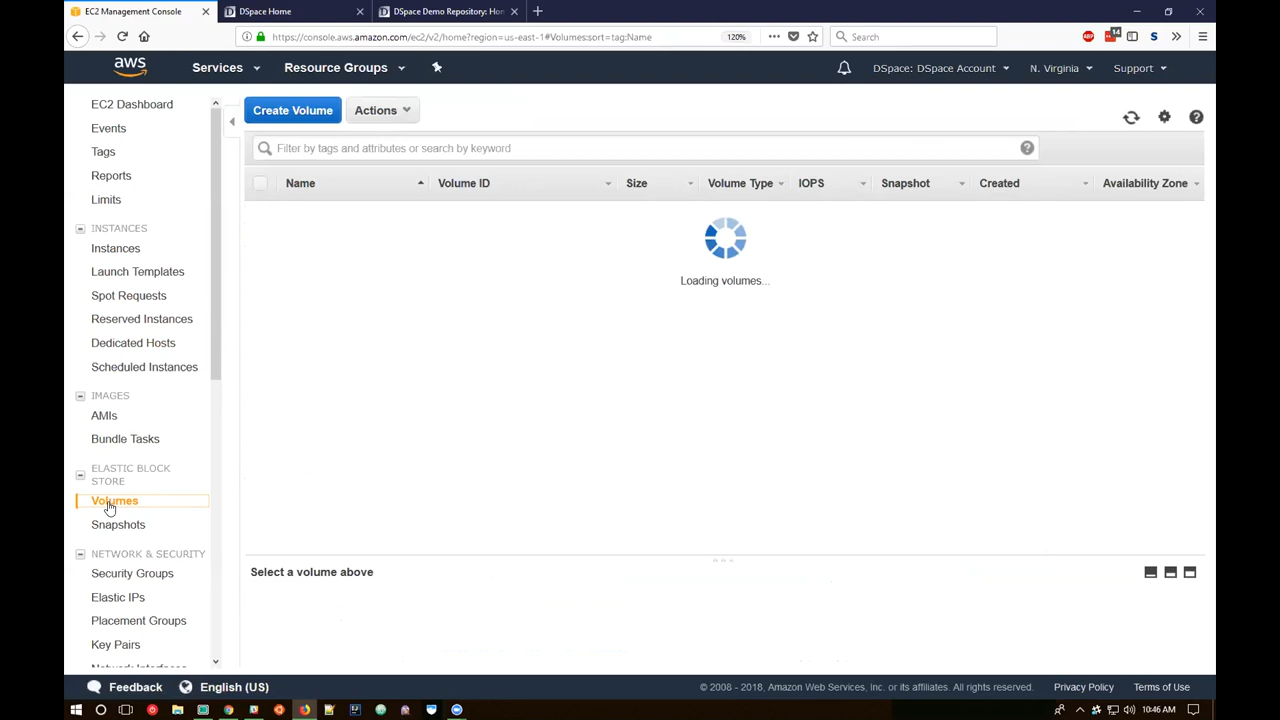 EC2 Management Console
DSpace Home
DSpace Demo Repository: Hor
https://console.aws.amazon.com/ec2/v2/home?region=us-east-1#Volumes:sort=tag:Name
120%
Search
ABP
14
S
aws
Services
Resource Groups
DSpace: DSpace Account
N. Virginia
Support
EC2 Dashboard
Events
Tags
Reports
Limits
INSTANCES
Instances
Launch Templates
Spot Requests
Reserved Instances
Dedicated Hosts
Scheduled Instances
IMAGES
AMIs
Bundle Tasks
ELASTIC BLOCK
STORE
Volumes
Snapshots
NETWORK & SECURITY
Security Groups
Elastic IPs
Placement Groups
Key Pairs
Network Interfaces
Create Volume
Actions
Filter by tags and attributes or search by keyword
Name
Volume ID
Size
Volume Type
IOPS
Snapshot
Created
Availability Zone
Loading volumes...
Select a volume above
Feedback
English (US)
© 2008 - 2018, Amazon Web Services, Inc. or its affiliates. All rights reserved.
Privacy Policy
Terms of Use
10:46 AM